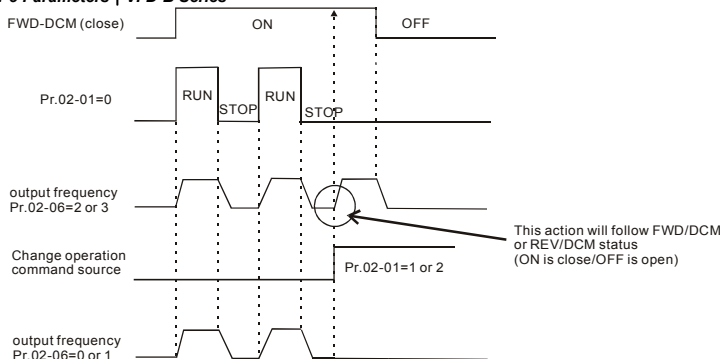 Parameters | VFD-B Series
FWD-DCM (close)
ON
OFF
Pr.02-01=0
RUN
STOP
RUN
STOP
output frequency
Pr.02-06=2 or 3
This action will follow FWD/DCM
or REV/DCM status
(ON is close/OFF is open)
Change operation
command source
Pr.02-01=1 or 2
output frequency
Pr.02-06=0 or 1